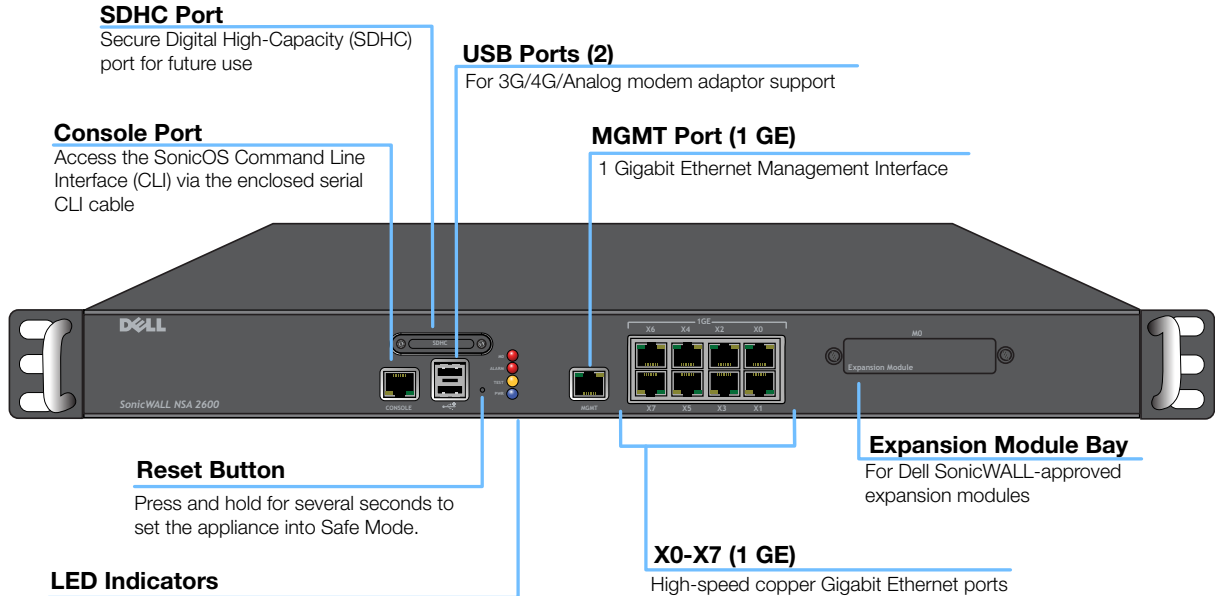 SDHC Port
Secure Digital High-Capacity (SDHC)
port for future use
USB Ports (2)
For 3G/4G/Analog modem adaptor support
Console Port
Access the SonicOS Command Line
Interface (CLI) via the enclosed serial
CLI cable
MGMT Port (1 GE)
1 Gigabit Ethernet Management Interface
DELL
SDHC
M0
ALARM
TEST
PWR
1GE
X6 X4 X2 X0
M0
Expansion Module
SonicWALL NSA 2600
CONSOLE
MGMT
X7 X5 X3 X1
Reset Button
Press and hold for several seconds to
set the appliance into Safe Mode.
Expansion Module Bay
For Dell SonicWALL-approved
expansion modules
X0-X7 (1 GE)
High-speed copper Gigabit Ethernet ports
LED Indicators